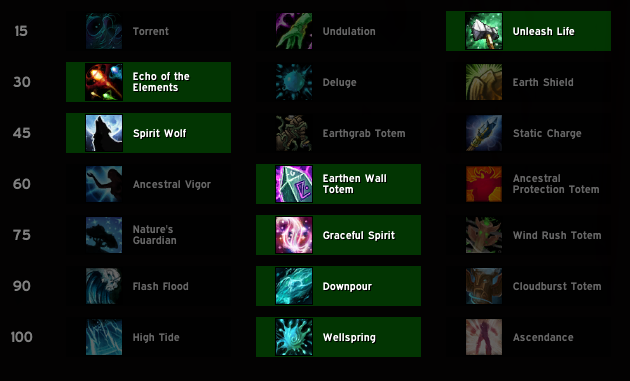 15 Torrent Undulation Unleash Life
30 Echo of the Elements Deluge Earth Shield
45 Spirit Wolf Earthgrab Totem Static Charge
60 Ancestral Vigor Earthen Wall Totem Ancestral Protection Totem
75 Nature's Guardian Graceful Spirit Wind Rush Totem
90 Flash Flood Downpour Cloudburst Totem
100 High Tide Wellspring Ascendance